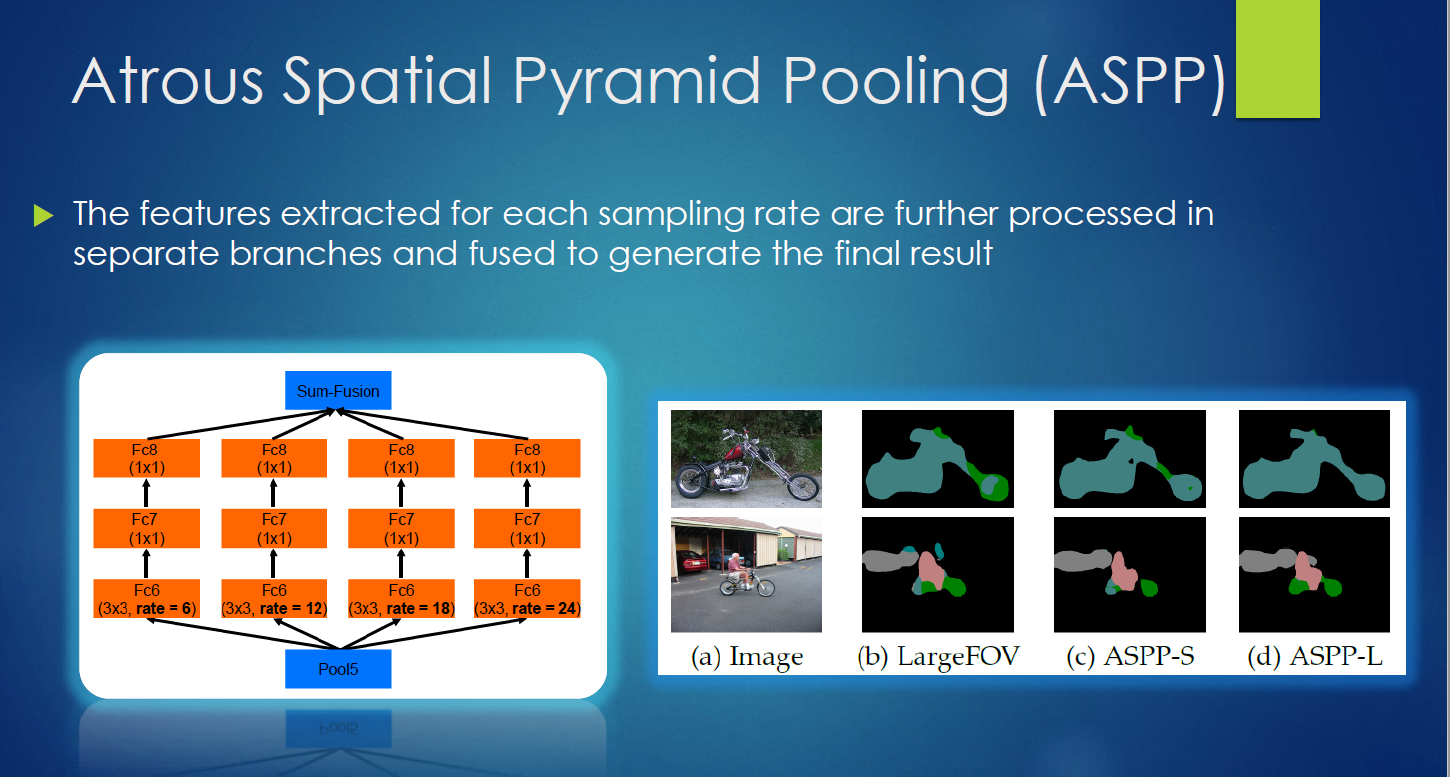 Atrous Spatial Pyramid Pooling (ASPP)
The features extracted for each sampling rate are further processed in
separate branches and fused to generate the final result
Sum-Fusion
Fc8
(1x1)
Fc8
(1x1)
Fc8
(1x1)
Fc8
(1x1)
Fc7
(1x1)
Fc7
(1x1)
Fc7
(1x1)
Fc7
(1x1)
Fc6
(3x3, rate = 6)
Fc6
(3x3, rate = 12)
Fc6
(3x3, rate = 18)
Fc6
(3x3, rate = 24)
Pool5
(a) Image
(b) LargeFOV
(c) ASPP-S
(d) ASPP-L